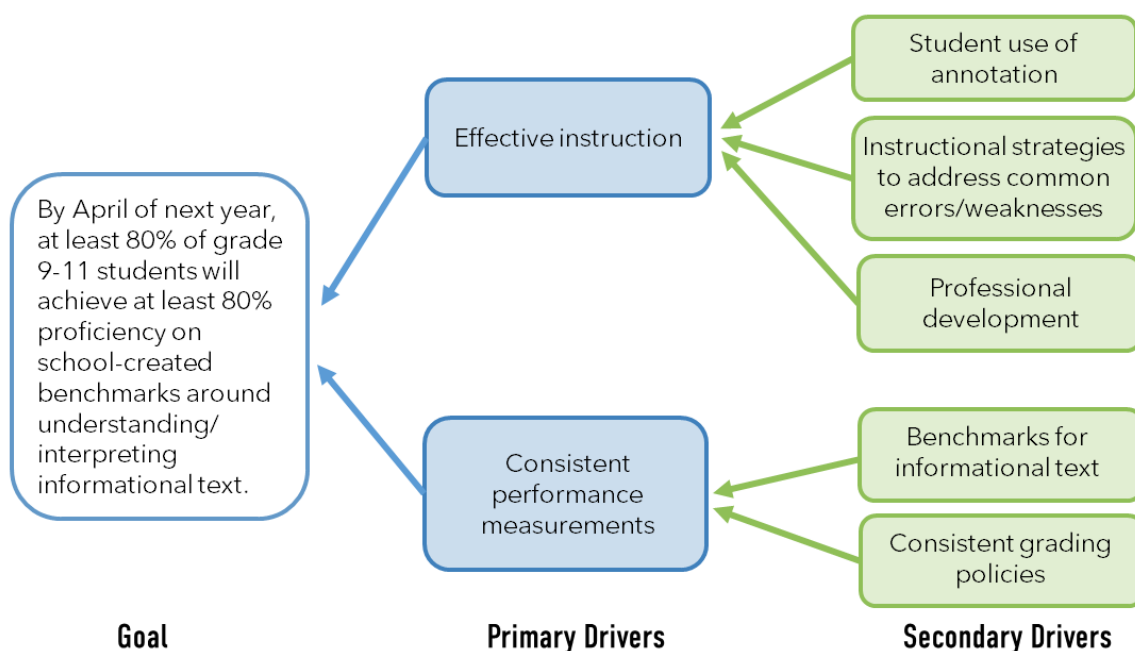 Student use of
annotation
Effective instruction
Instructional strategies
to address common
errors/weaknesses
By April of next year,
at least 80% of grade
9-11 students will
achieve at least 80%
proficiency on
school-created
benchmarks around
understanding/
interpreting
informational text.
Professional
development
Consistent
performance
measurements
Benchmarks for
informational text
Consistent grading
policies
Goal
Primary Drivers
Secondary Drivers